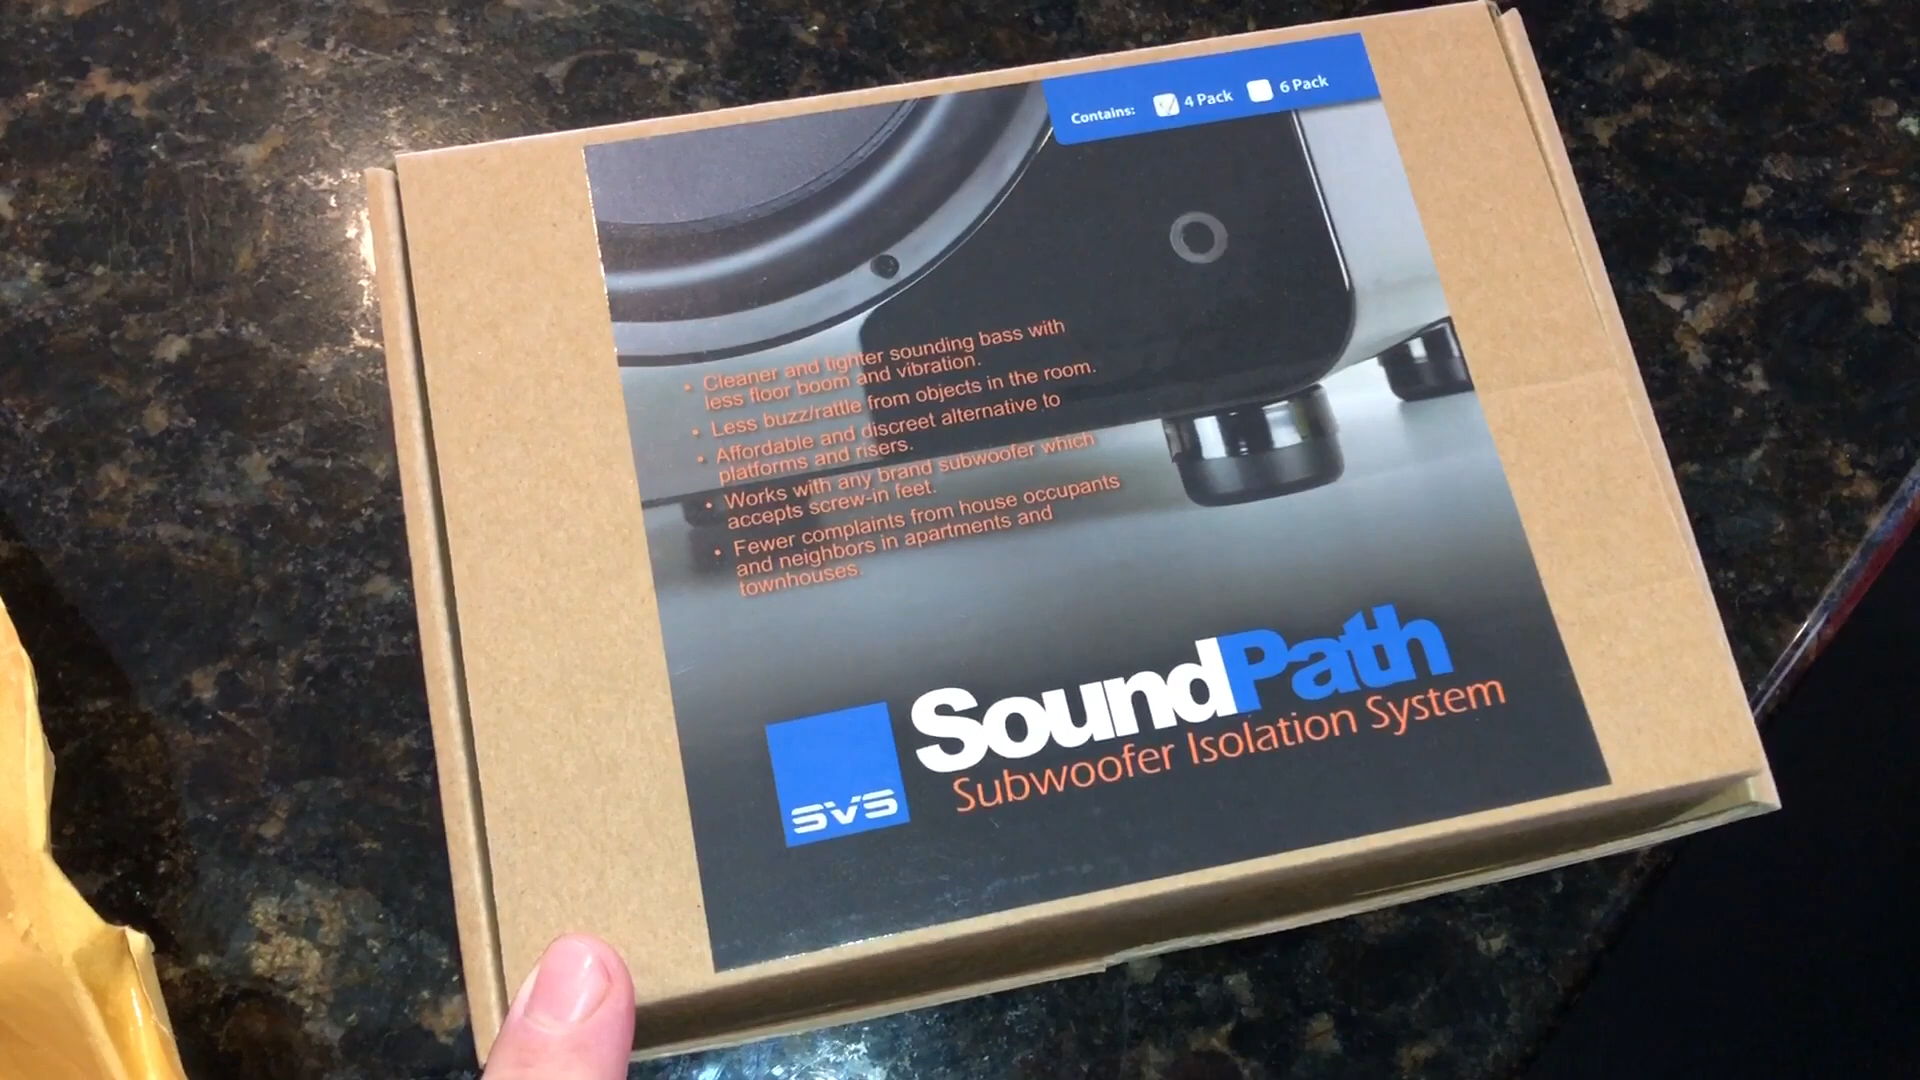 Contains: 4 Pack 6 Pack
• Cleaner and tighter sounding bass with
less floor boom and vibration.
• Less buzz/rattle from objects in the room.
• Affordable and discreet alternative to
platforms and risers.
• Works with any brand subwoofer which
accepts screw-in feet.
• Fewer complaints from house occupants
and neighbors in apartments and
townhouses.
SoundPath
Subwoofer Isolation System
SVS